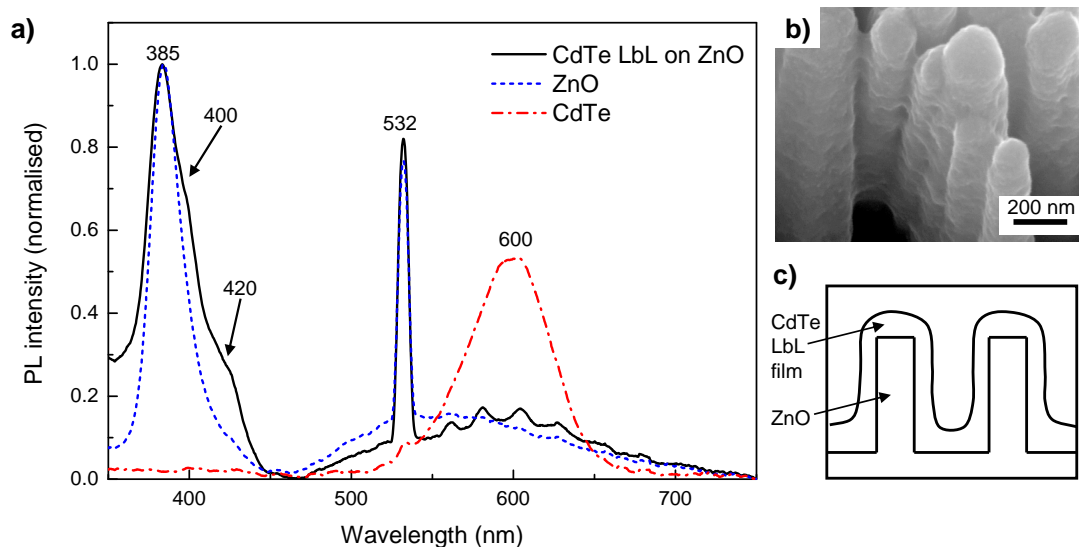 a)
385
400
420
532
600
CdTe LbL on ZnO
ZnO
CdTe
1.0
0.8
0.6
0.4
0.2
0.0
PL intensity (normalised)
400
500
600
700
Wavelength (nm)
b)
200 nm
c)
CdTe
LbL
film
ZnO